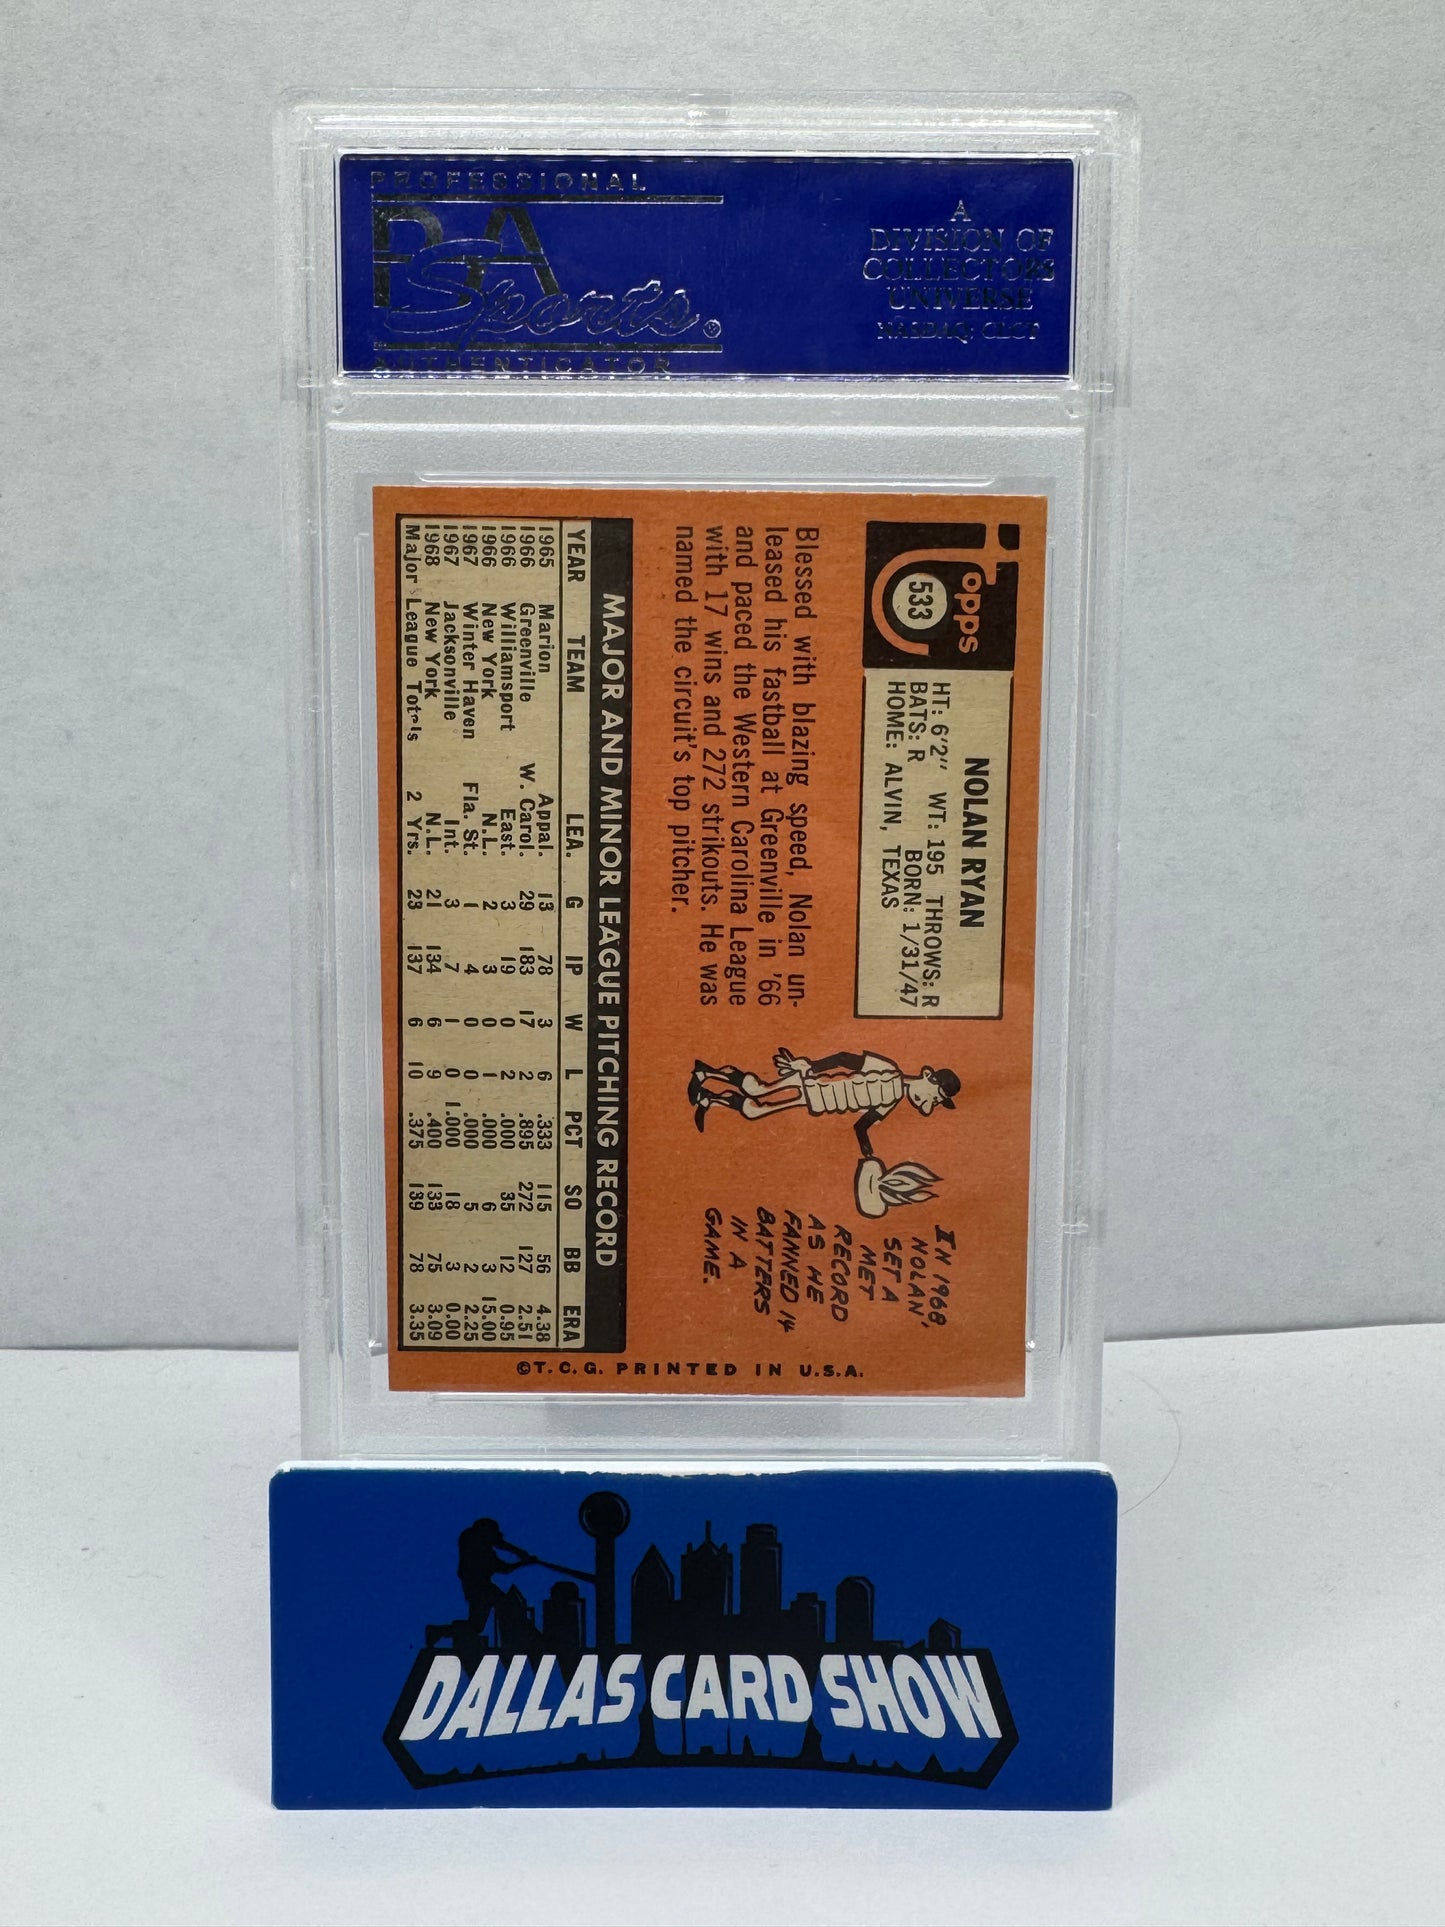 PROFESSIONAL
PSA
Sports®
AUTHENTICATOR
A
DIVISION OF
COLLECTORS
UNIVERSE
NASDAQ: CLCT
Topps
533
NOLAN RYAN
HT: 6'2" WT: 195 THROWS: R
BATS: R BORN: 1/31/47
HOME: ALVIN, TEXAS
Blessed with blazing speed, Nolan un-
leased his fastball at Greenville in '66
and paced the Western Carolina League
with 17 wins and 272 strikouts. He was
named the circuit's top pitcher.
IN 1968,
NOLAN
SET A
MET
RECORD
AS HE
FANNED 14
BATTERS
IN A
GAME.
MAJOR AND MINOR LEAGUE PITCHING RECORD
YEAR TEAM LEA. G IP W L PCT SO BB ERA
1965 Marion Appal. 13 78 3 6 .333 115 56 4.38
1966 Greenville W. Carol. 29 183 17 2 .895 272 127 2.51
1966 Williamsport East. 3 19 0 2 .000 35 12 0.95
1966 New York N.L. 2 3 0 1 .000 6 3 15.00
1967 Winter Haven Fla. St. 1 4 0 0 .000 5 2 2.25
1967 Jacksonville Int. 3 7 1 0 1.000 18 3 0.00
1968 New York N.L. 21 134 6 9 .400 133 75 3.09
Major League Totals 2 Yrs. 23 137 6 10 .375 139 78 3.35
©T.C.G. PRINTED IN U.S.A.
DALLAS CARD SHOW